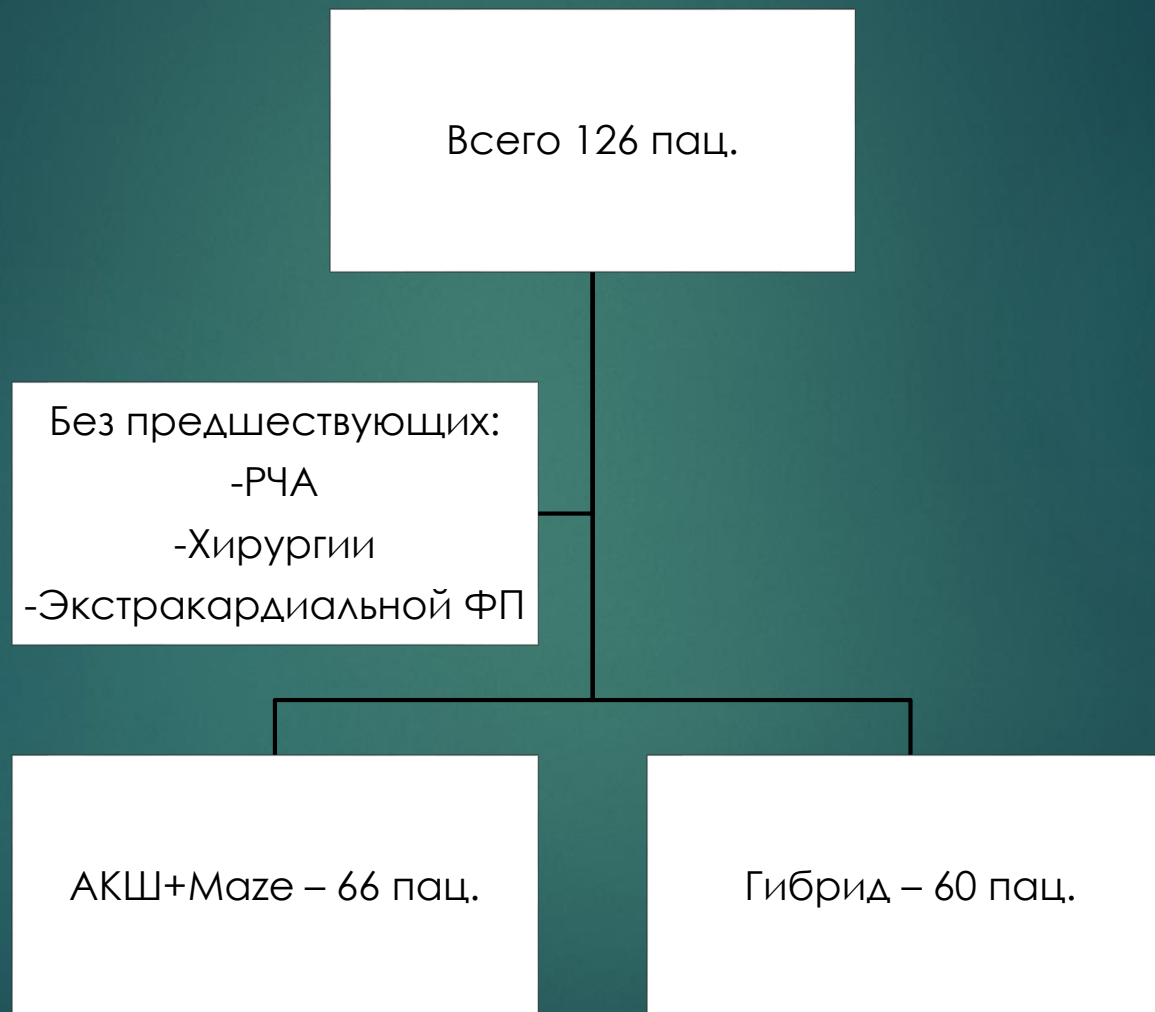 Всего 126 пац.
Без предшествующих:
-РЧА
-Хирургии
-Экстракардиальной ФП
АКШ+Maze – 66 пац.
Гибрид – 60 пац.